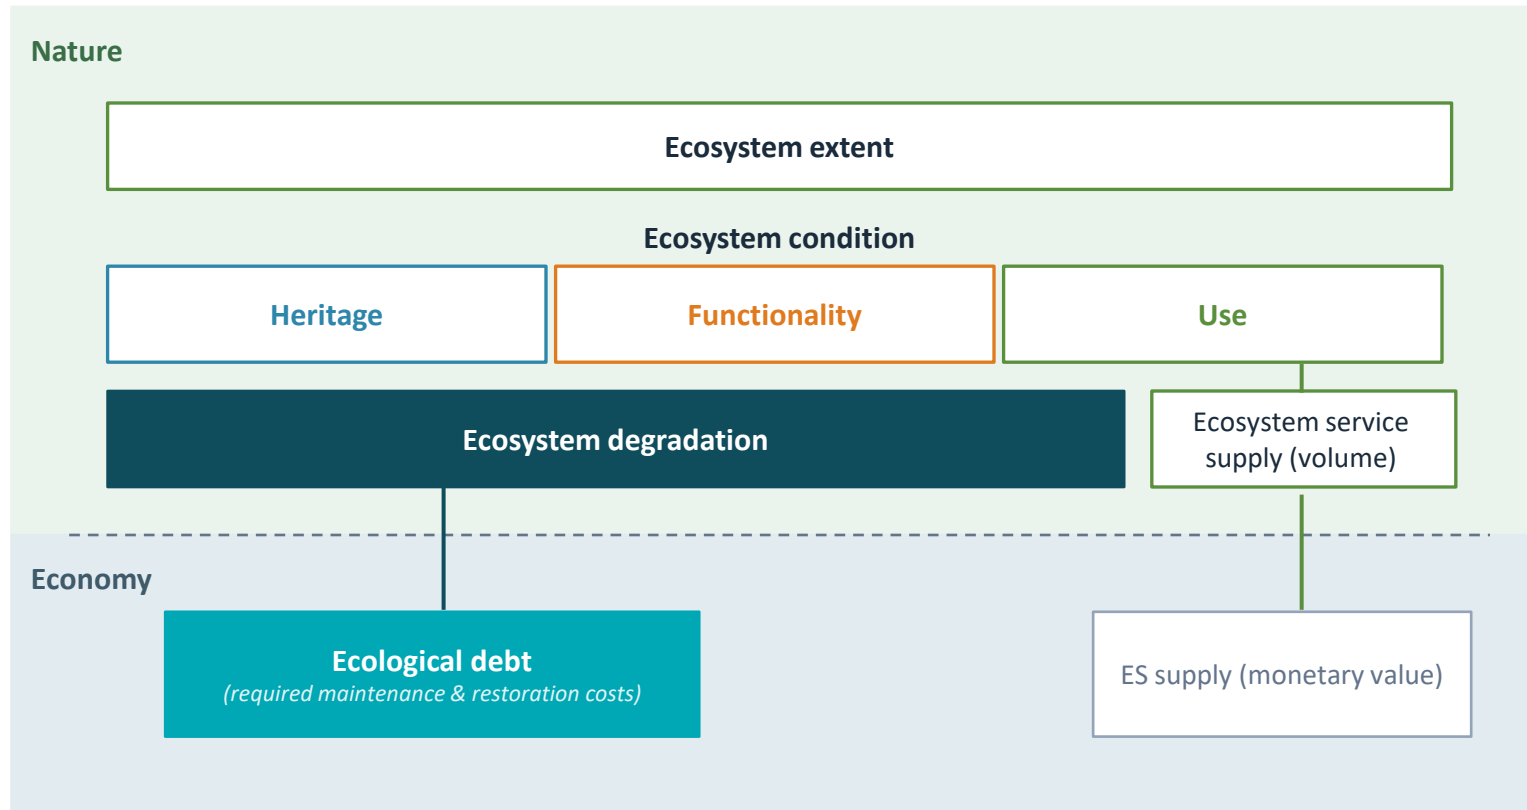 Nature
Ecosystem extent
Ecosystem condition
Heritage
Functionality
Use
Ecosystem degradation
Ecosystem service
supply (volume)
Economy
Ecological debt
(required maintenance & restoration costs)
ES supply (monetary value)